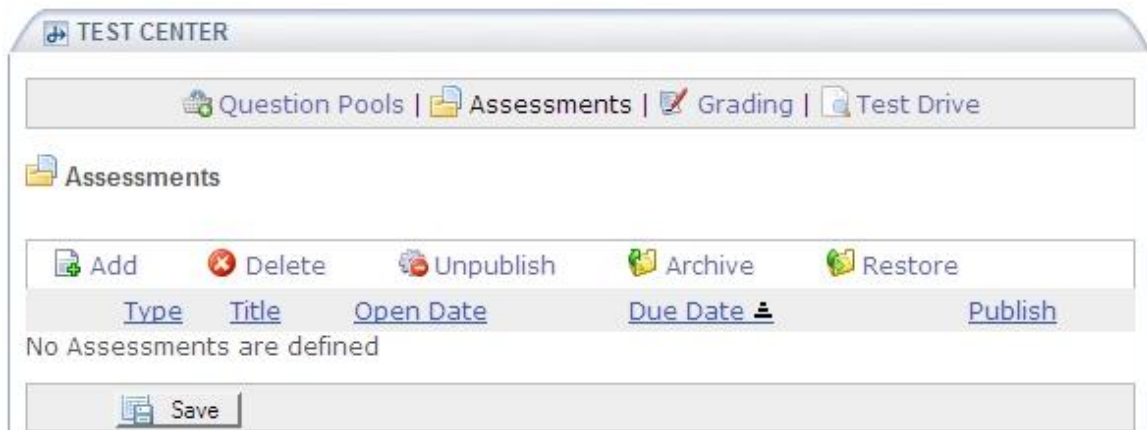 TEST CENTER
Question Pools | Assessments | Grading | Test Drive
Assessments
Add Delete Unpublish Archive Restore
Type Title Open Date Due Date Publish
No Assessments are defined
Save